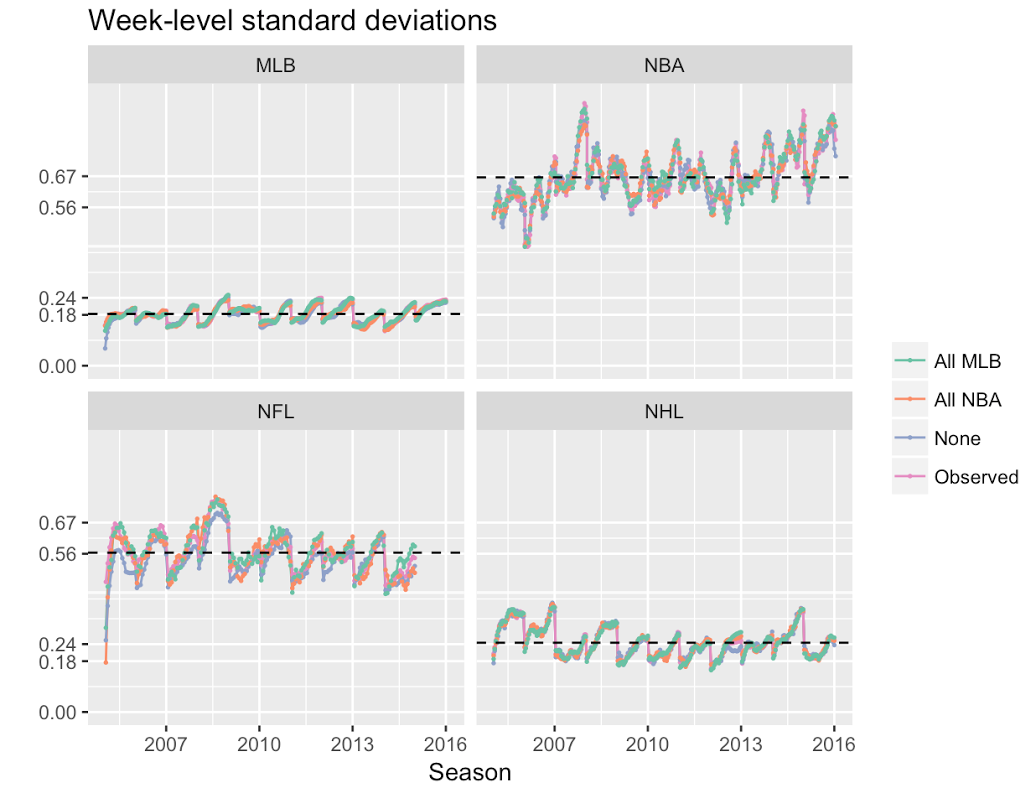 Week-level standard deviations
MLB
NBA
0.67
0.56
0.24
0.18
0.00
NFL
NHL
0.67
0.56
0.24
0.18
0.00
2007 2010 2013 2016
2007 2010 2013 2016
Season
All MLB
All NBA
None
Observed